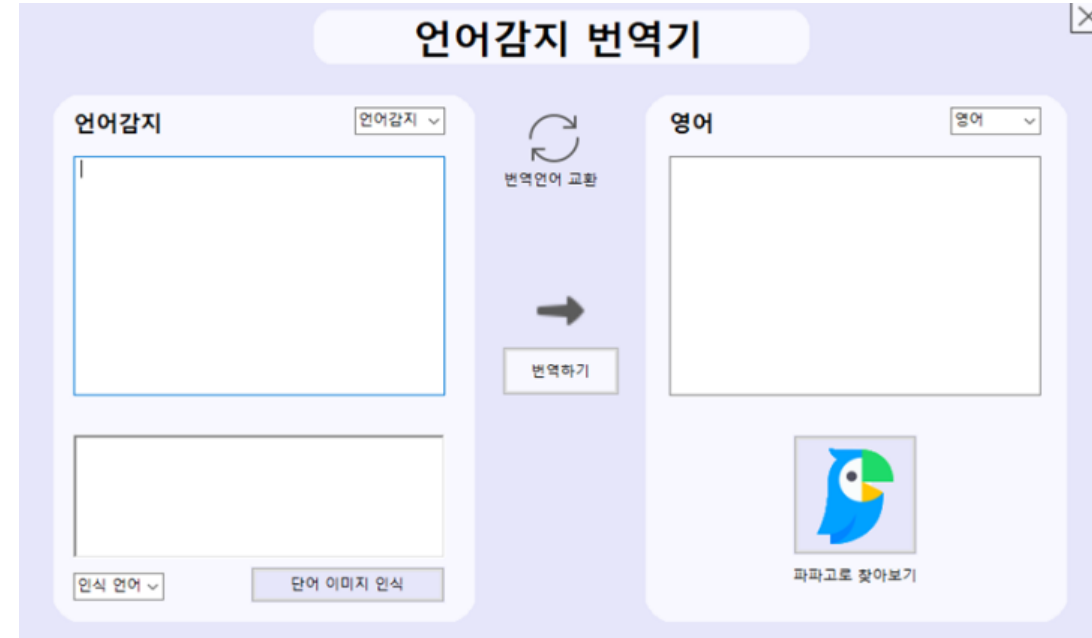 언어감지 번역기
언어감지
언어감지
번역언어 교환
번역하기
인식 언어
단어 이미지 인식
영어
영어
파파고로 찾아보기